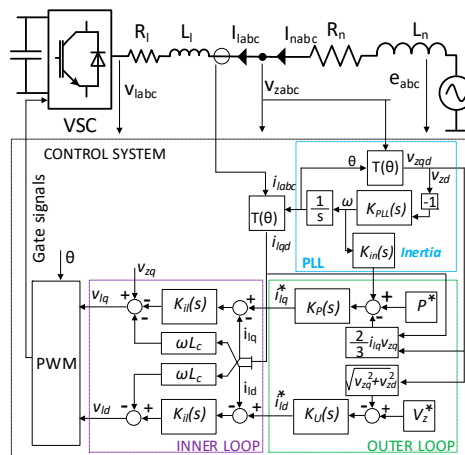 R_l L_l I_labc I_nabc R_n L_n
v_labc v_zabc e_abc
VSC
CONTROL SYSTEM
θ T(θ) v_zqd
v_zd
i_labc
T(θ) 1/s ω K_PLL(s) -1
i_lqd
PLL K_in(s) Inertia
Gate signals
θ v_zq
v_lq + - - K_il(s) - + i*_lq K_P(s) + - - P*
ωL_c i_lq 2/3 i_lq v_zq
PWM
ωL_c i_ld √v_zq^2+v_zd^2
v_ld - + K_il(s) - + i*_ld K_U(s) - + V_z*
INNER LOOP OUTER LOOP